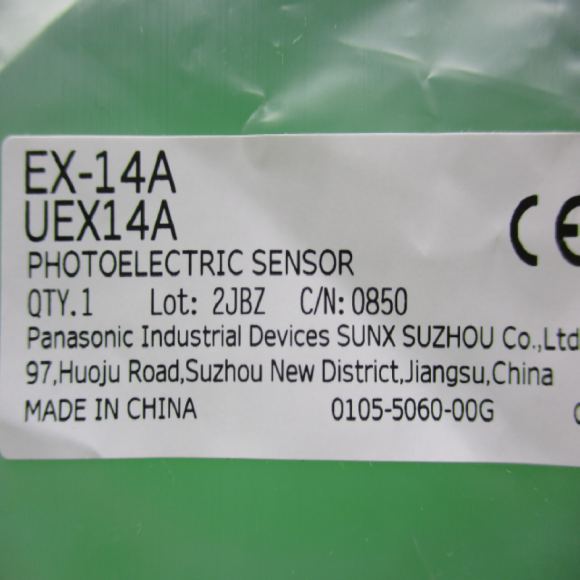 EX-14A
UEX14A
CE
PHOTOELECTRIC SENSOR
QTY.1 Lot: 2JBZ C/N: 0850
Panasonic Industrial Devices SUNX SUZHOU Co.,Ltd
97,Huoju Road,Suzhou New District,Jiangsu,China
MADE IN CHINA 0105-5060-00G